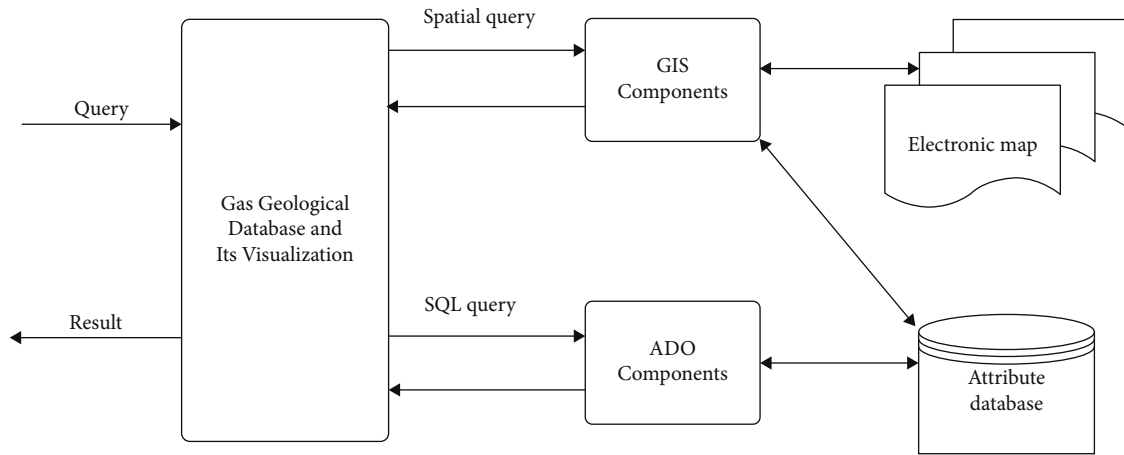 Spatial query
GIS
Components
Query
Electronic map
Gas Geological
Database and
Its Visualization
SQL query
Result
ADO
Components
Attribute
database